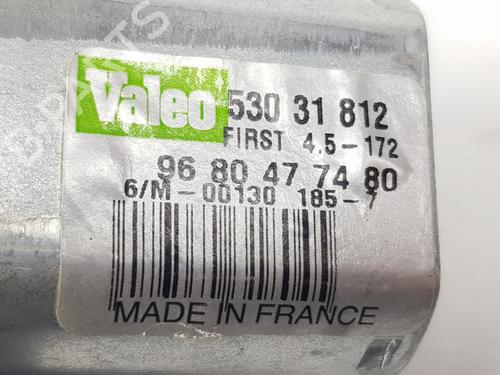 Valeo 530 31 812
FIRST 4.5-172
96 80 47 74 80
6/M-00130 185-7
MADE IN FRANCE